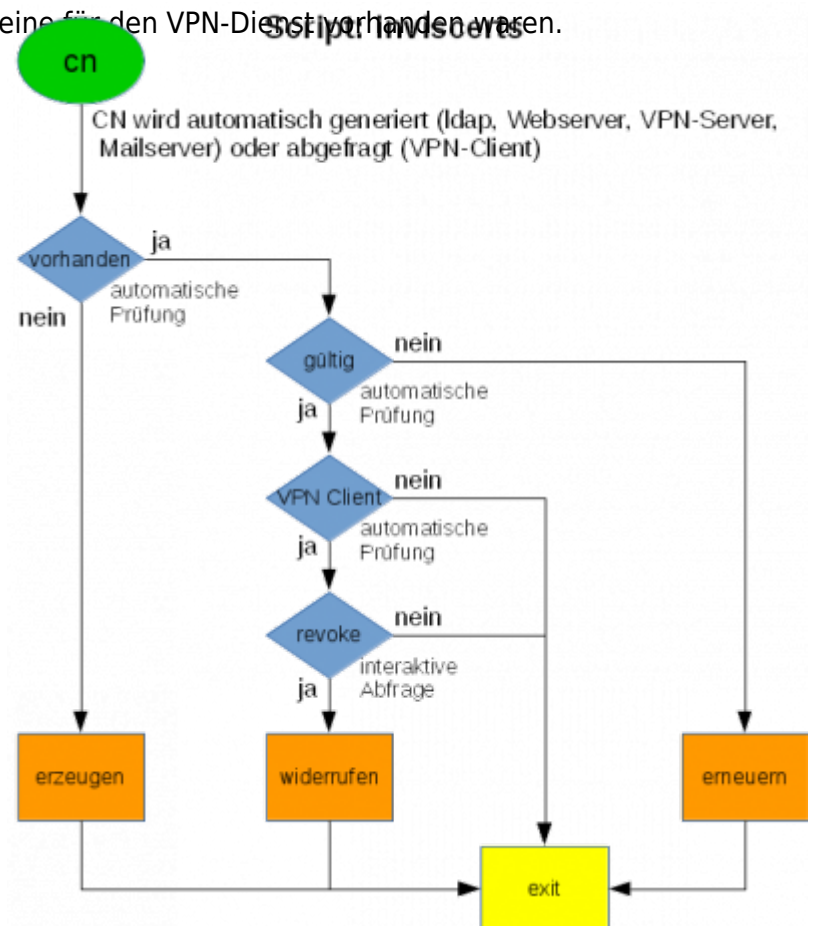 eine für den VPN-Dienst vorhanden waren.
Script: inviscerts
cn
CN wird automatisch generiert (ldap, Webserver, VPN-Server,
Mailserver) oder abgefragt (VPN-Client)
vorhanden
ja
automatische
Prüfung
nein
gültig
nein
automatische
Prüfung
ja
VPN Client
nein
automatische
Prüfung
ja
revoke
nein
interaktive
Abfrage
ja
erzeugen
widerrufen
erneuern
exit